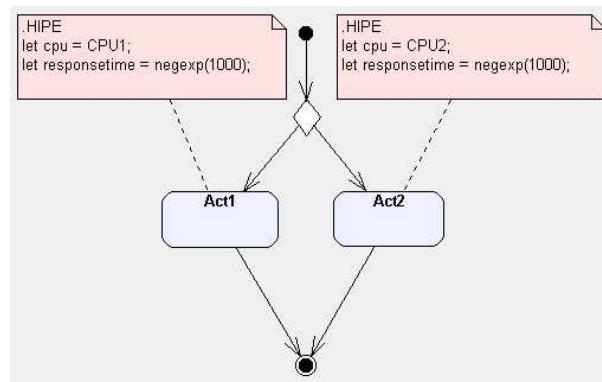 .HIPE
let cpu = CPU1;
let responsetime = negexp(1000);
.HIPE
let cpu = CPU2;
let responsetime = negexp(1000);
Act1
Act2